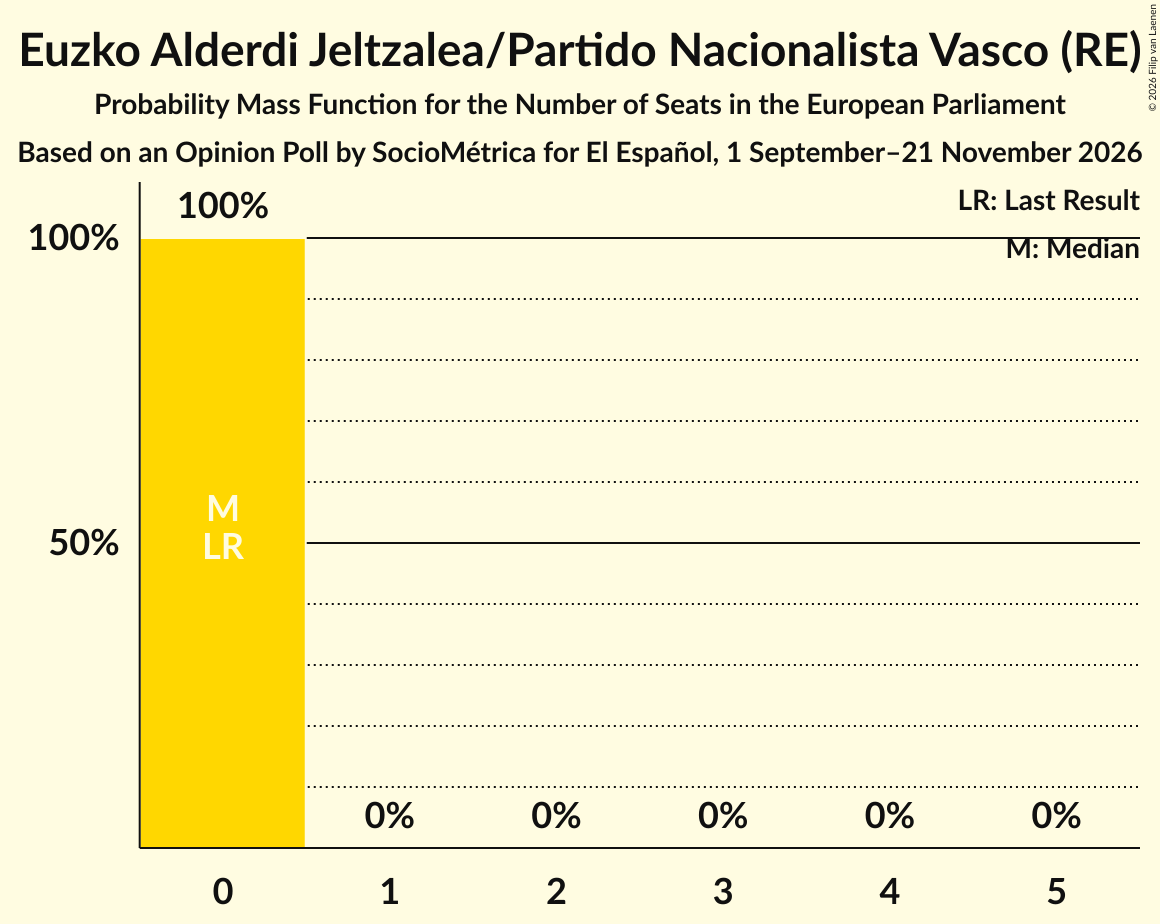 Euzko Alderdi Jeltzalea/Partido Nacionalista Vasco (RE)
Probability Mass Function for the Number of Seats in the European Parliament
Based on an Opinion Poll by SocioMétrica for El Español, 1 September–21 November 2026
© 2026 Filip van Laenen
LR: Last Result
M: Median
100%
100%
50%
M
LR
0% 0% 0% 0% 0%
0 1 2 3 4 5